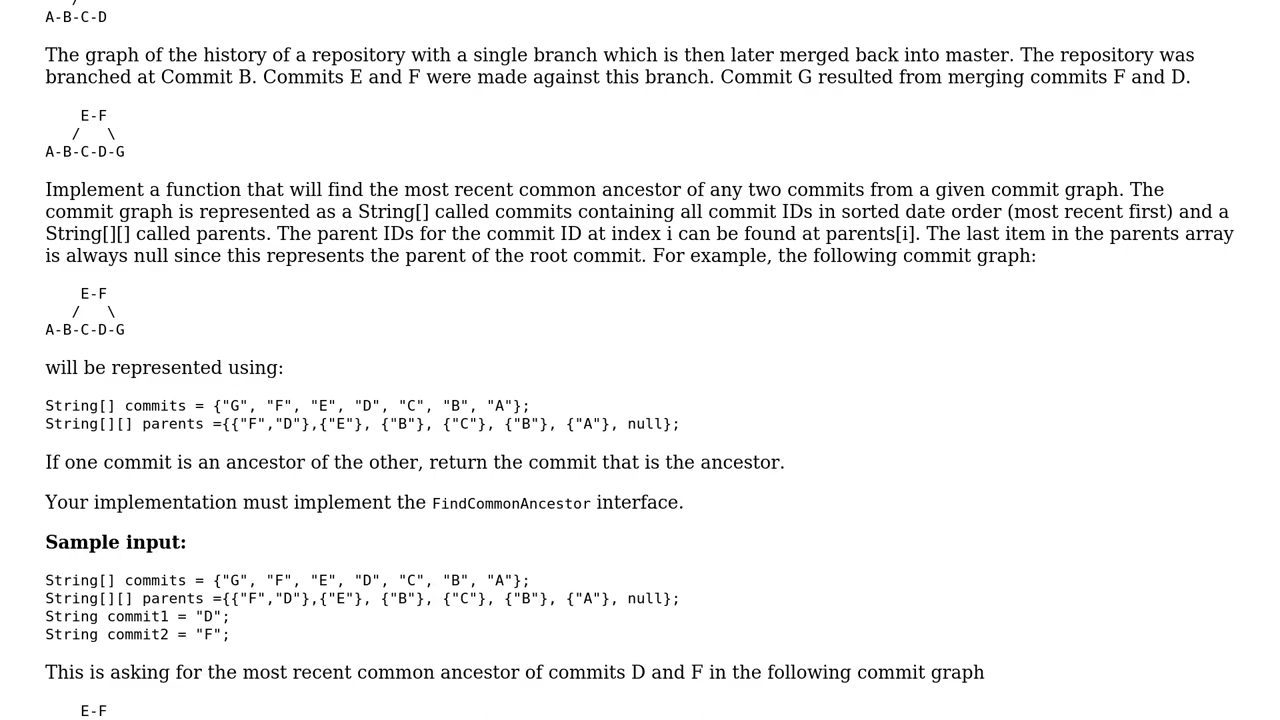 /
A-B-C-D
The graph of the history of a repository with a single branch which is then later merged back into master. The repository was
branched at Commit B. Commits E and F were made against this branch. Commit G resulted from merging commits F and D.
    E-F
   /   \
A-B-C-D-G
Implement a function that will find the most recent common ancestor of any two commits from a given commit graph. The
commit graph is represented as a String[] called commits containing all commit IDs in sorted date order (most recent first) and a
String[][] called parents. The parent IDs for the commit ID at index i can be found at parents[i]. The last item in the parents array
is always null since this represents the parent of the root commit. For example, the following commit graph:
    E-F
   /   \
A-B-C-D-G
will be represented using:
String[] commits = {"G", "F", "E", "D", "C", "B", "A"};
String[][] parents ={{"F","D"},{"E"}, {"B"}, {"C"}, {"B"}, {"A"}, null};
If one commit is an ancestor of the other, return the commit that is the ancestor.
Your implementation must implement the FindCommonAncestor interface.
Sample input:
String[] commits = {"G", "F", "E", "D", "C", "B", "A"};
String[][] parents ={{"F","D"},{"E"}, {"B"}, {"C"}, {"B"}, {"A"}, null};
String commit1 = "D";
String commit2 = "F";
This is asking for the most recent common ancestor of commits D and F in the following commit graph
    E-F